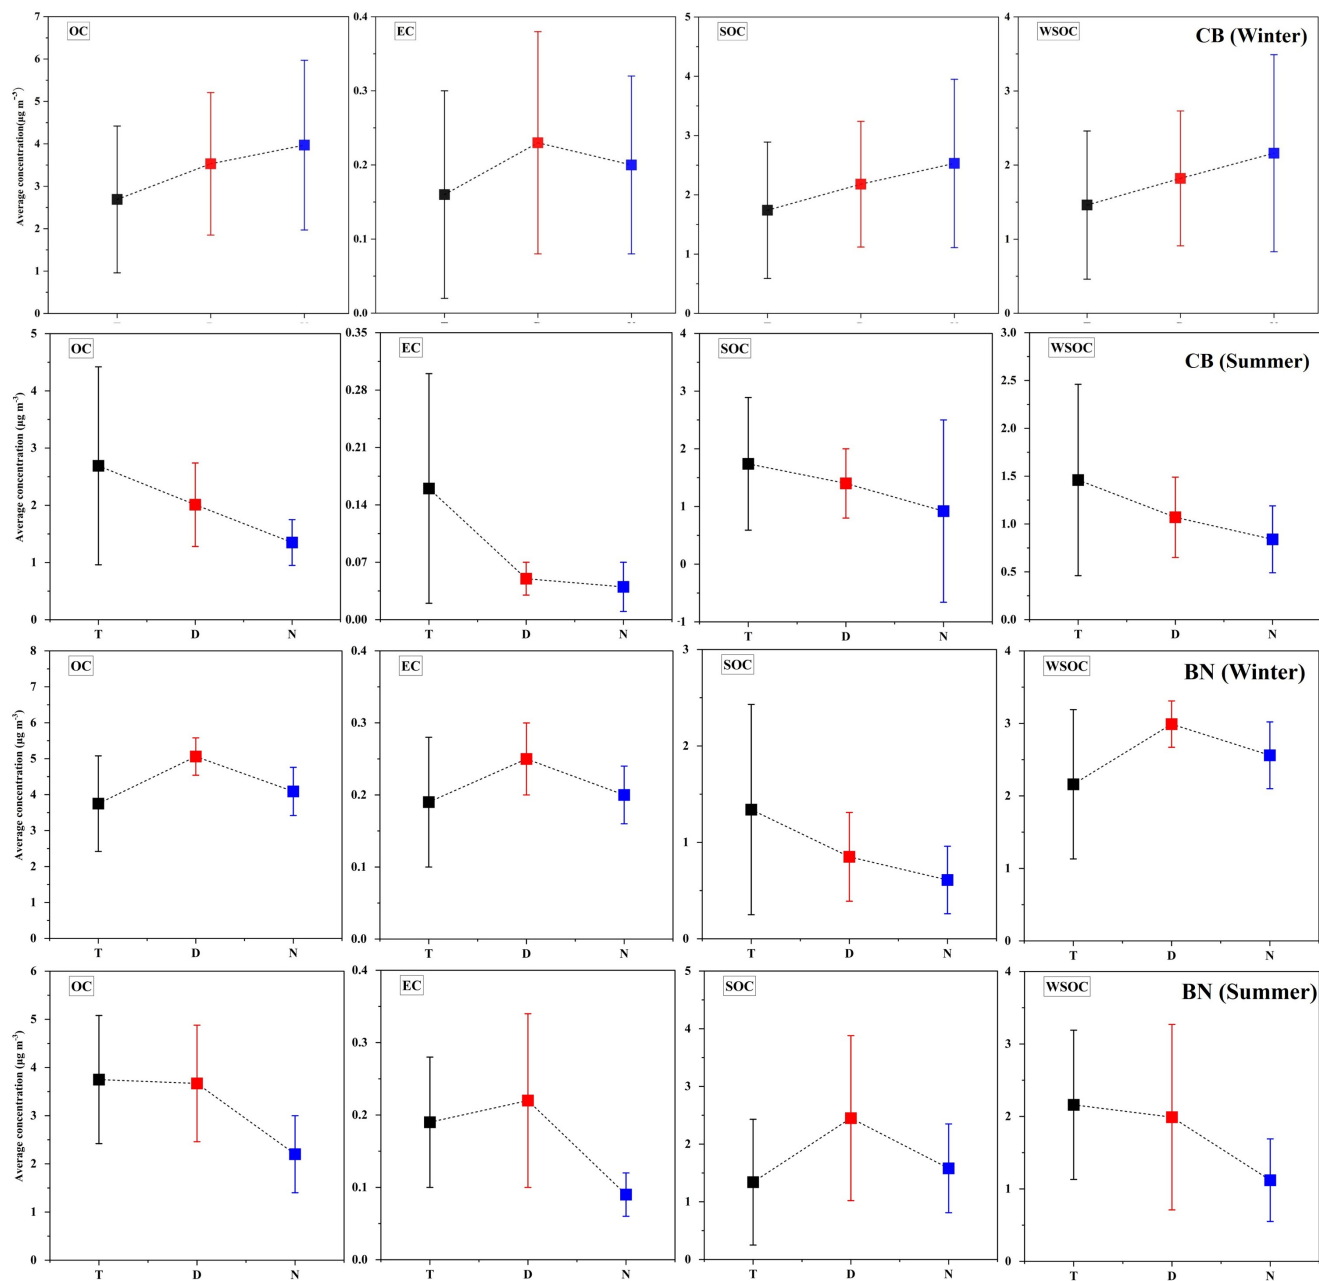 OC EC SOC WSOC CB (Winter)
Average concentration(µg m⁻³)
7 6 5 4 3 2 1 0
0.4 0.3 0.2 0.1 0.0
5 4 3 2 1 0
4 3 2 1 0
OC EC SOC WSOC CB (Summer)
Average concentration (µg m⁻³)
5 4 3 2 1 0
0.35 0.28 0.21 0.14 0.07 0.00
4 3 2 1 0 -1
3.0 2.5 2.0 1.5 1.0 0.5 0.0
T D N T D N T D N T D N
OC EC SOC WSOC BN (Winter)
Average concentration (µg m⁻³)
8 7 6 5 4 3 2 1 0
0.4 0.3 0.2 0.1 0.0
3 2 1 0
4 3 2 1 0
T D N T D N T D N T D N
OC EC SOC WSOC BN (Summer)
Average concentration (µg m⁻³)
6 5 4 3 2 1 0
0.4 0.3 0.2 0.1 0.0
5 4 3 2 1 0
4 3 2 1 0
T D N T D N T D N T D N